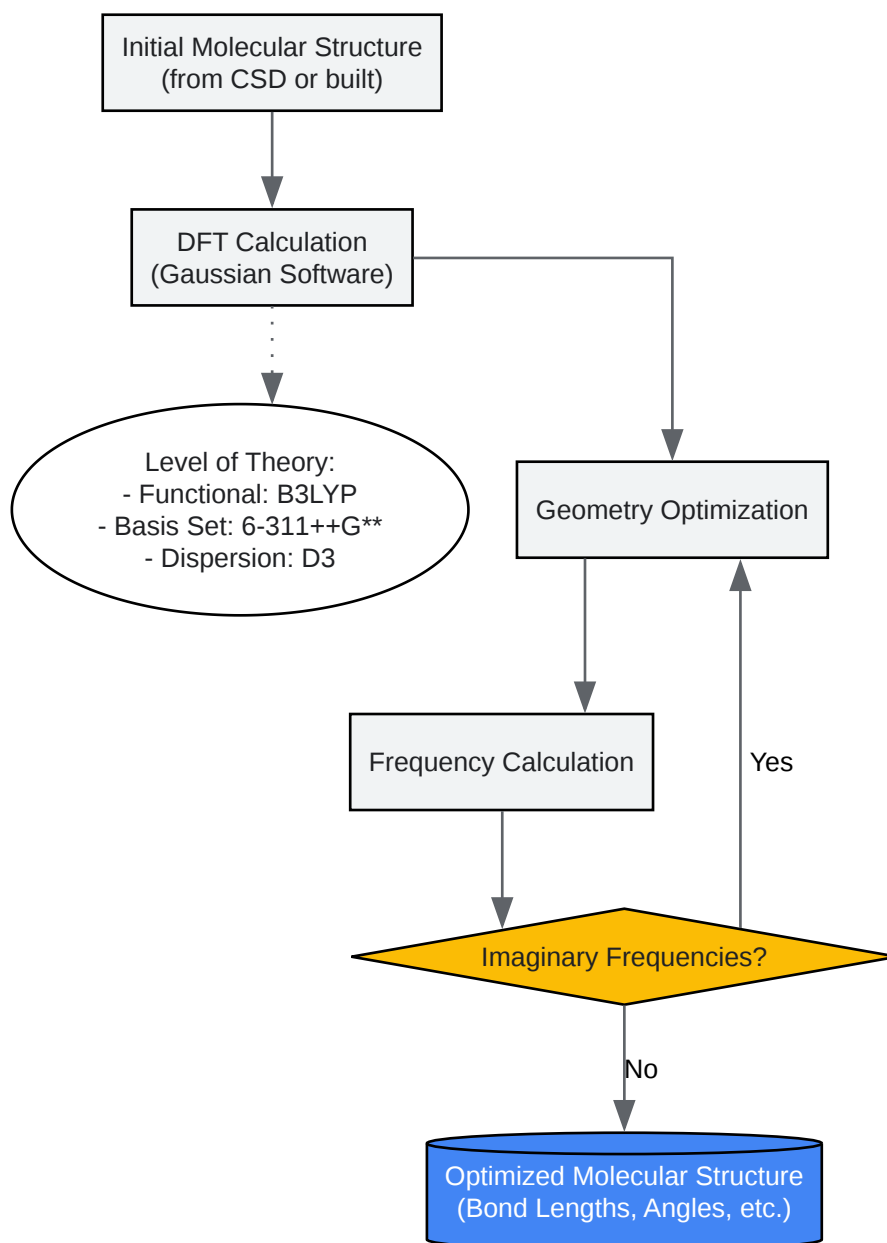 Initial Molecular Structure
(from CSD or built)
DFT Calculation
(Gaussian Software)
Level of Theory:
- Functional: B3LYP
- Basis Set: 6-311++G**
- Dispersion: D3
Geometry Optimization
Frequency Calculation
Yes
Imaginary Frequencies?
No
Optimized Molecular Structure
(Bond Lengths, Angles, etc.)